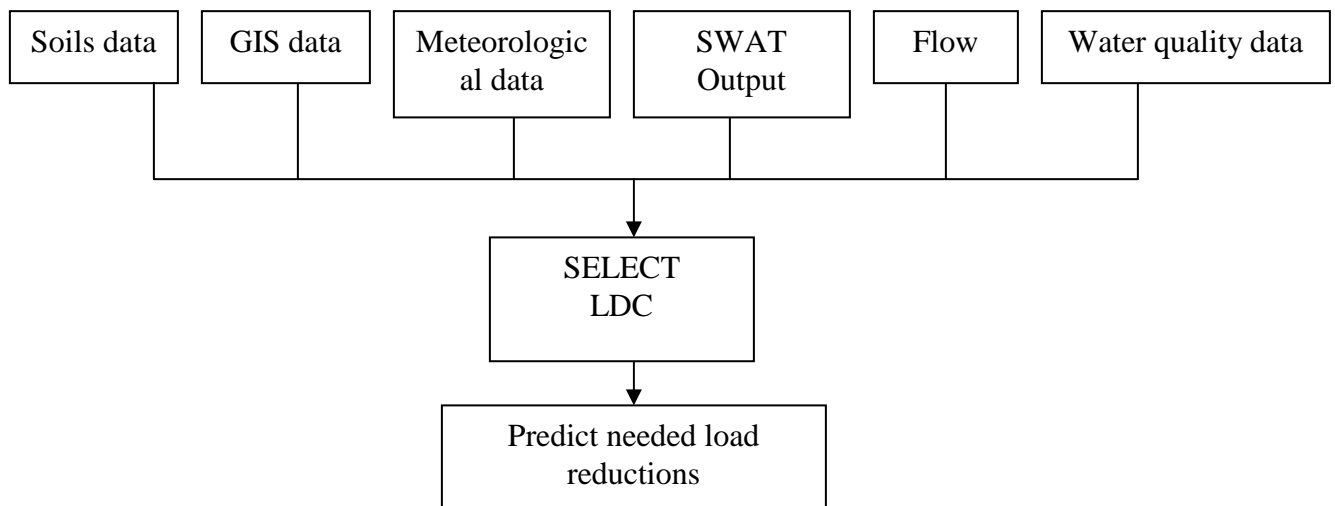 Soils data
GIS data
Meteorologic
al data
SWAT
Output
Flow
Water quality data
SELECT
LDC
Predict needed load
reductions